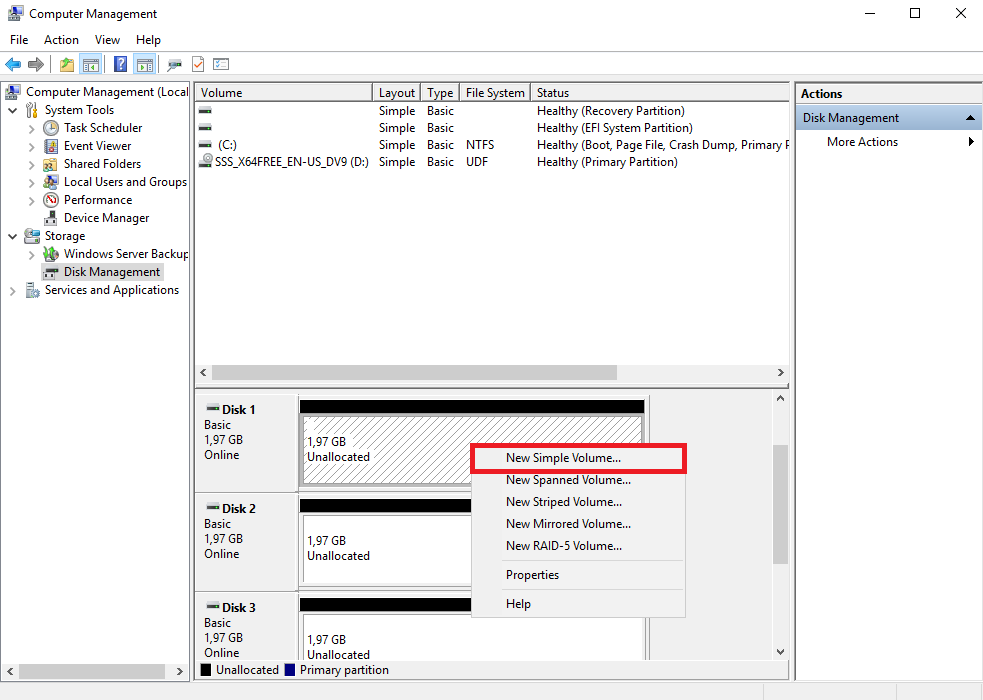 Computer Management
File Action View Help
Computer Management (Local
System Tools
Task Scheduler
Event Viewer
Shared Folders
Local Users and Groups
Performance
Device Manager
Storage
Windows Server Backup
Disk Management
Services and Applications
Volume Layout Type File System Status
Simple Basic Healthy (Recovery Partition)
Simple Basic Healthy (EFI System Partition)
(C:) Simple Basic NTFS Healthy (Boot, Page File, Crash Dump, Primary P
SSS_X64FREE_EN-US_DV9 (D:) Simple Basic UDF Healthy (Primary Partition)
Disk 1
Basic
1,97 GB
Online
1,97 GB
Unallocated
Disk 2
Basic
1,97 GB
Online
1,97 GB
Unallocated
Disk 3
Basic
1,97 GB
Online
1,97 GB
Unallocated
New Simple Volume...
New Spanned Volume...
New Striped Volume...
New Mirrored Volume...
New RAID-5 Volume...
Properties
Help
Unallocated Primary partition
Actions
Disk Management
More Actions